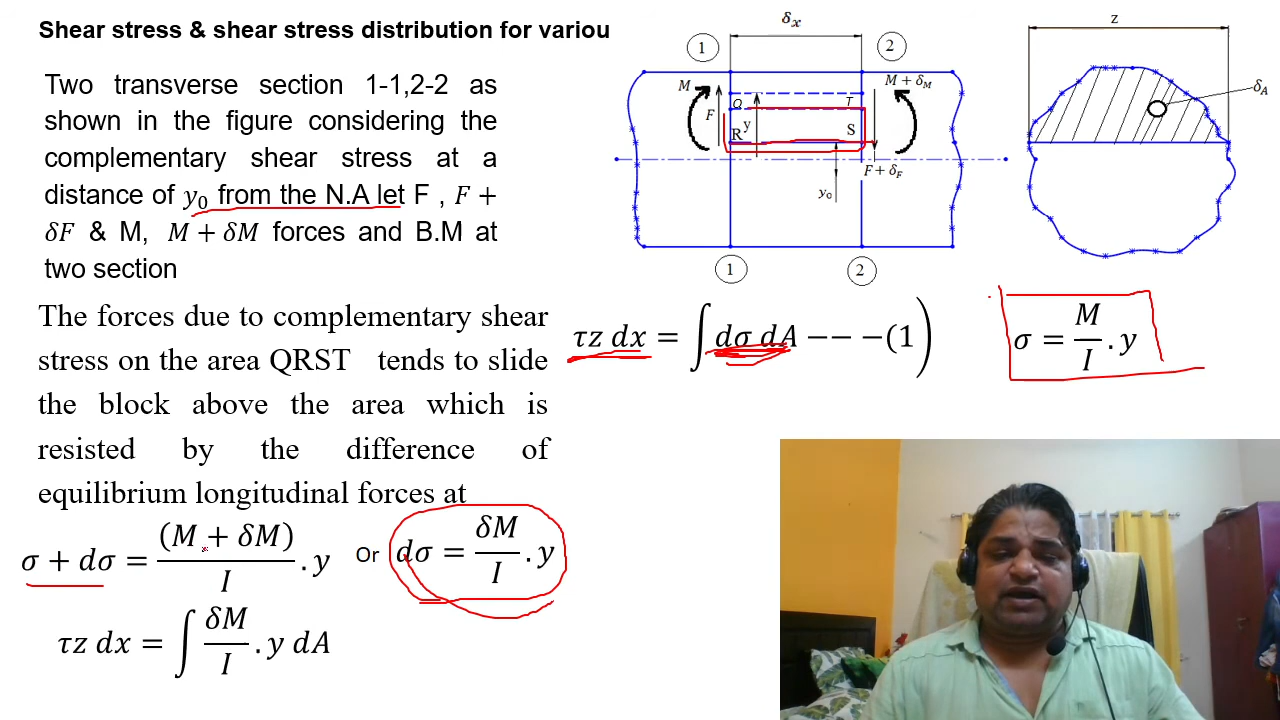 Shear stress & shear stress distribution for variou
Two transverse section 1-1,2-2 as
shown in the figure considering the
complementary shear stress at a
distance of y₀ from the N.A let F , F +
δF & M, M + δM forces and B.M at
two section
The forces due to complementary shear
stress on the area QRST tends to slide
the block above the area which is
resisted by the difference of
equilibrium longitudinal forces at
σ + dσ = (M + δM)/I . y Or dσ = δM/I . y
τz dx = ∫ δM/I . y dA
δx
1 2
M M + δM
Q T
F y
R S
F + δF
y₀
1 2
z
δA
τz dx = ∫ dσ dA − − −(1)
σ = M/I . y